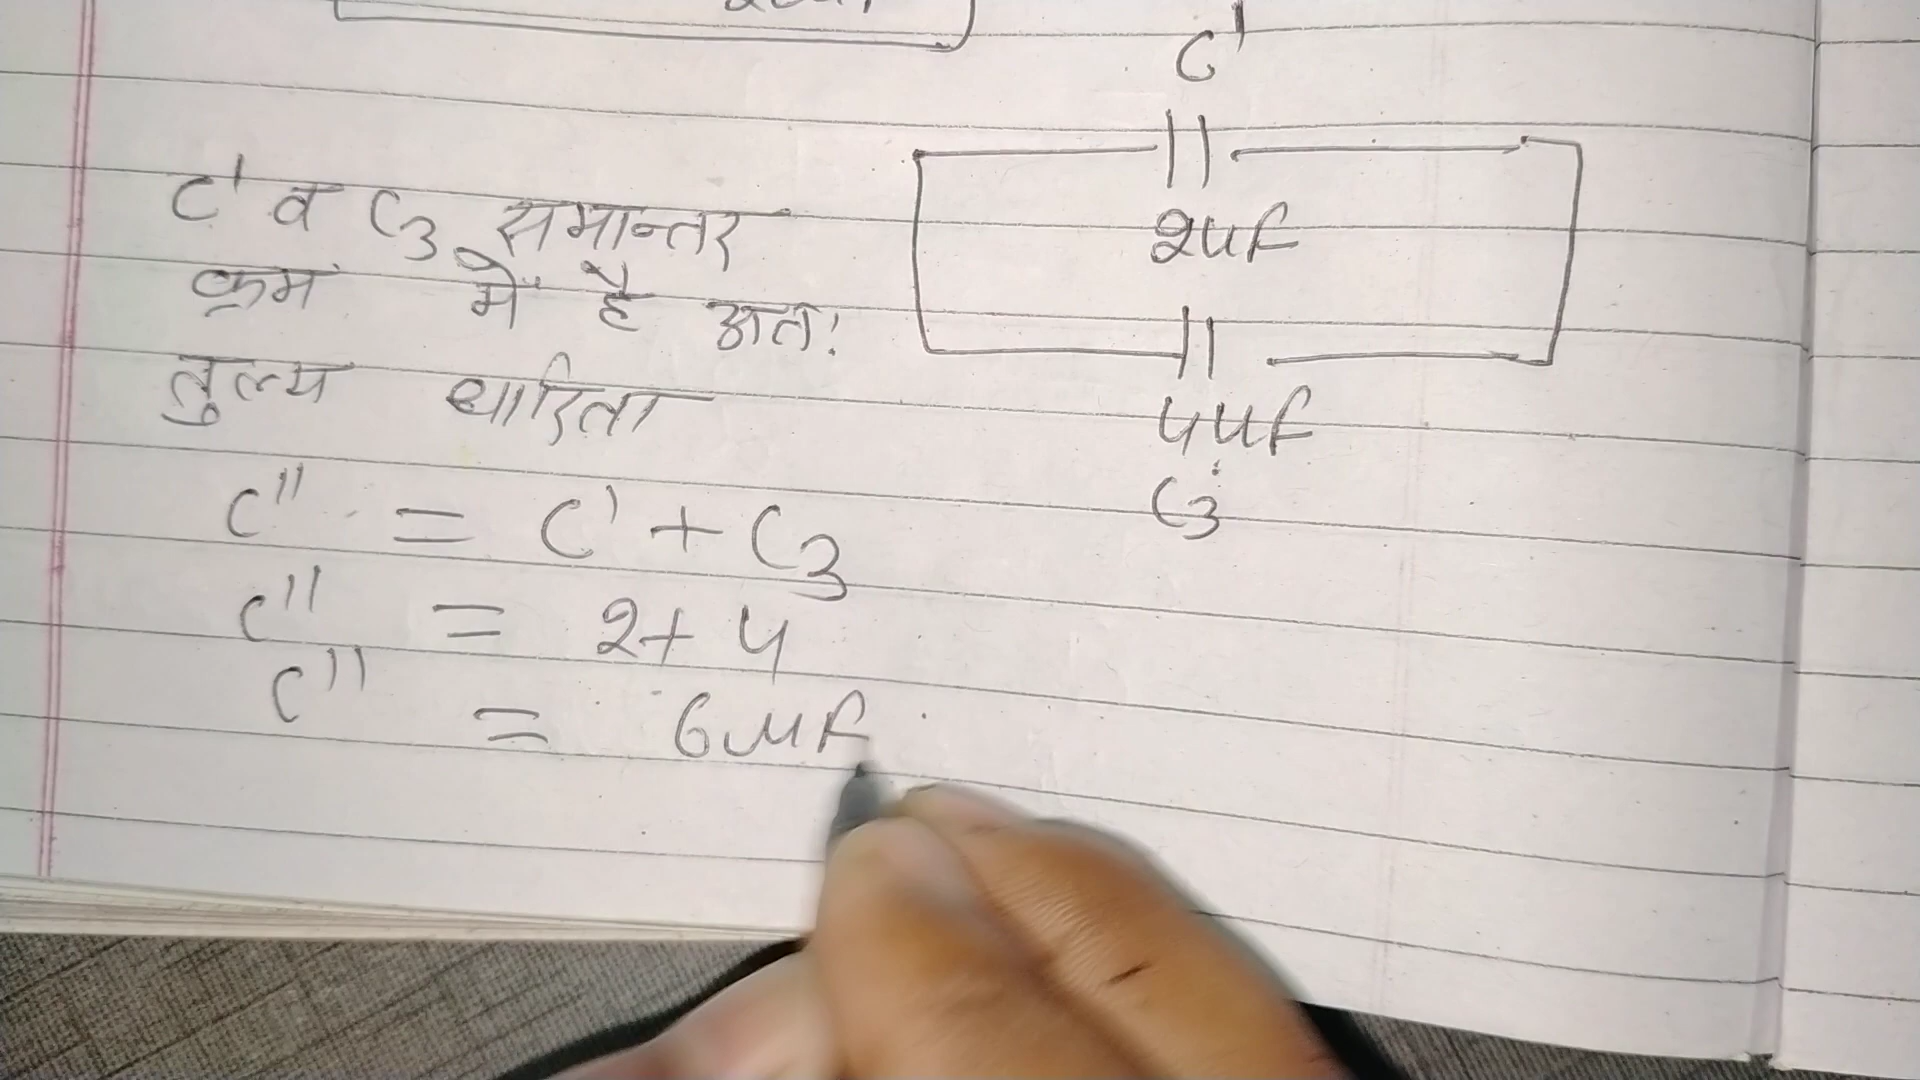 C'
C' व C3 समान्तर
क्रम में है अत:
तुल्य धारिता
2uf
4uf
C3
C'' = C' + C3
C'' = 2+ 4
C'' = 6uf